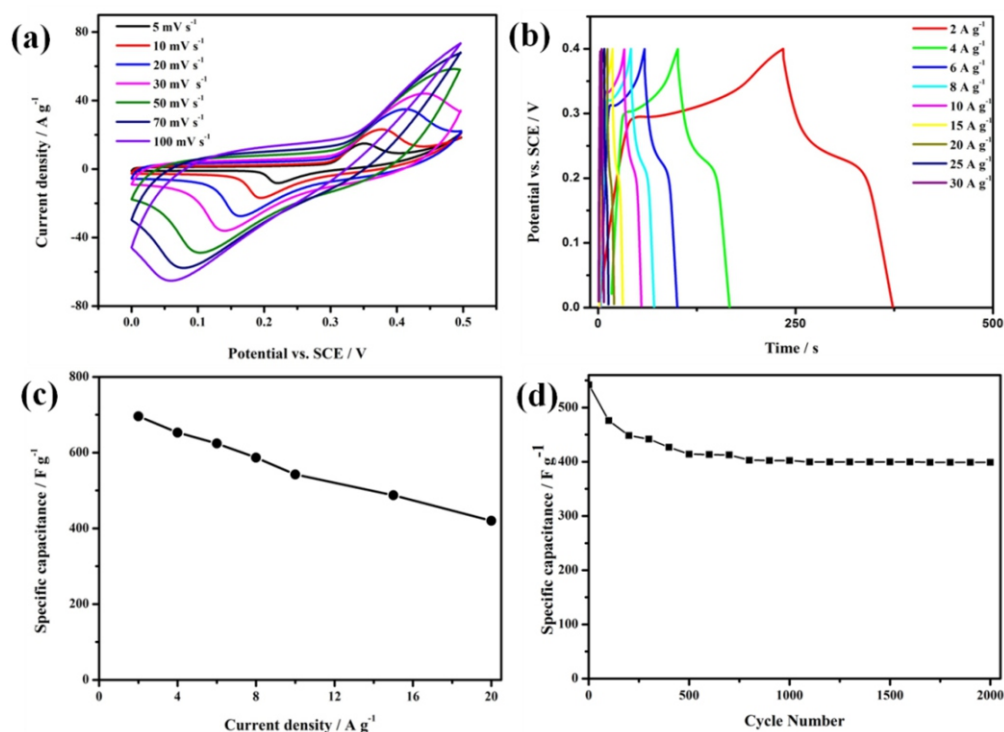 (a)
5 mV s⁻¹
10 mV s⁻¹
20 mV s⁻¹
30 mV s⁻¹
50 mV s⁻¹
70 mV s⁻¹
100 mV s⁻¹
80
40
0
-40
-80
Current density / A g⁻¹
0.0 0.1 0.2 0.3 0.4 0.5
Potential vs. SCE / V
(b)
2 A g⁻¹
4 A g⁻¹
6 A g⁻¹
8 A g⁻¹
10 A g⁻¹
15 A g⁻¹
20 A g⁻¹
25 A g⁻¹
30 A g⁻¹
0.4
0.3
0.2
0.1
0.0
Potential vs. SCE / V
0 250 500
Time / s
(c)
800
600
400
200
0
Specific capacitance / F g⁻¹
0 4 8 12 16 20
Current density / A g⁻¹
(d)
500
400
300
200
100
0
Specific capacitance / F g-1
0 500 1000 1500 2000
Cycle Number